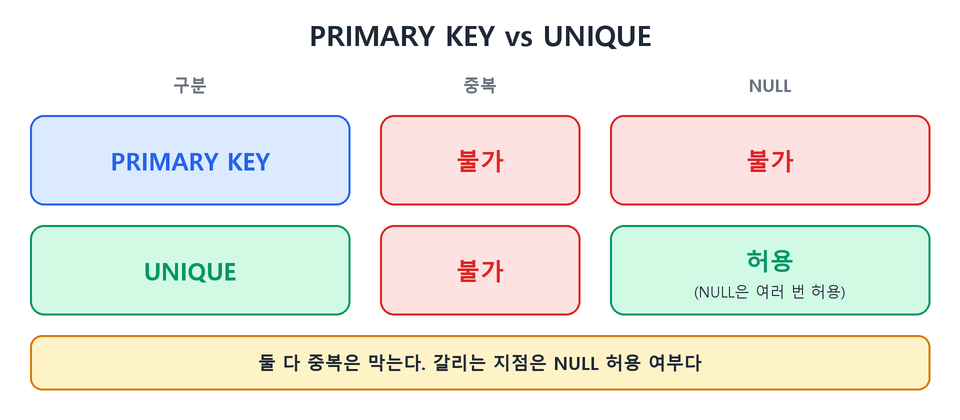 PRIMARY KEY vs UNIQUE
구분 중복 NULL
PRIMARY KEY 불가 불가
UNIQUE 불가 허용
(NULL은 여러 번 허용)
둘 다 중복은 막는다. 갈리는 지점은 NULL 허용 여부다